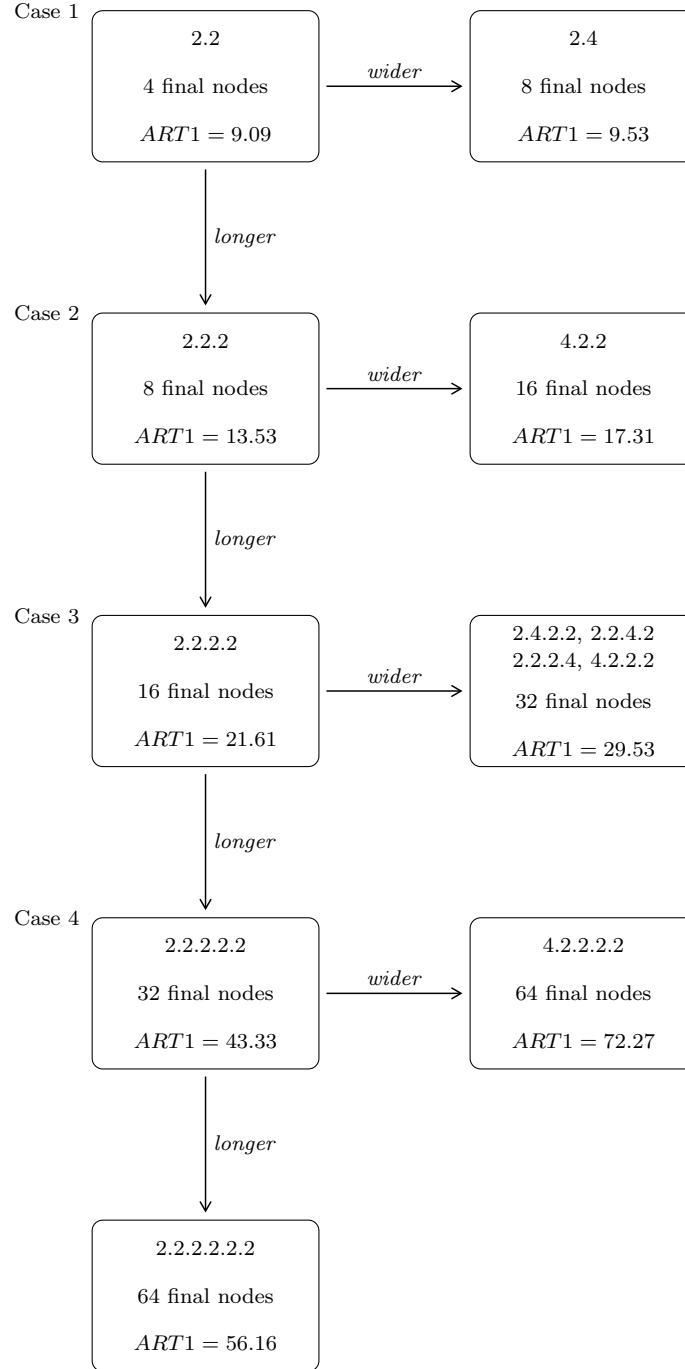 Case 1
2.2
4 final nodes
ART1 = 9.09
wider
2.4
8 final nodes
ART1 = 9.53
longer
Case 2
2.2.2
8 final nodes
ART1 = 13.53
wider
4.2.2
16 final nodes
ART1 = 17.31
longer
Case 3
2.2.2.2
16 final nodes
ART1 = 21.61
wider
2.4.2.2, 2.2.4.2
2.2.2.4, 4.2.2.2
32 final nodes
ART1 = 29.53
longer
Case 4
2.2.2.2.2
32 final nodes
ART1 = 43.33
wider
4.2.2.2.2
64 final nodes
ART1 = 72.27
longer
2.2.2.2.2.2
64 final nodes
ART1 = 56.16